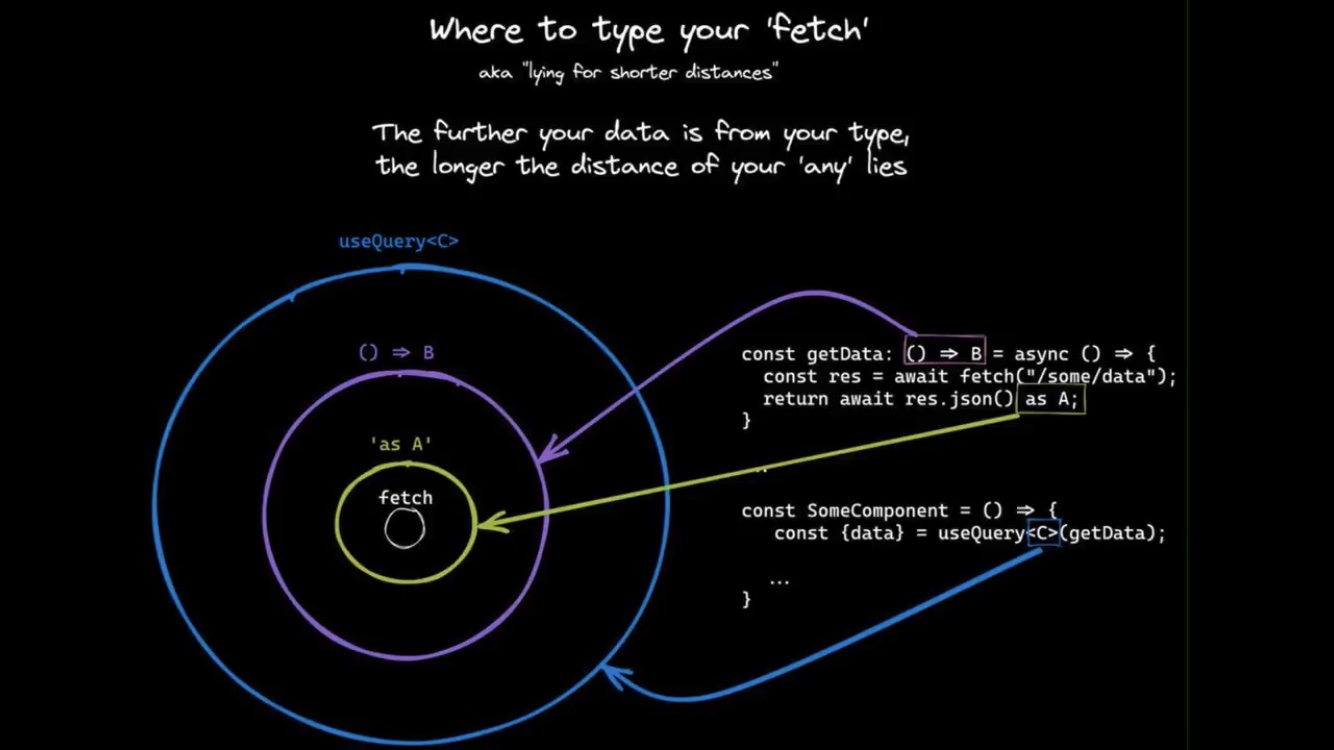 Where to type your 'fetch'
aka "lying for shorter distances"
The further your data is from your type,
the longer the distance of your 'any' lies
useQuery<C>
() => B
'as A'
fetch
const getData: () => B = async () => {
const res = await fetch("/some/data");
return await res.json() as A;
}
..
const SomeComponent = () => {
const {data} = useQuery<C>(getData);
...
}